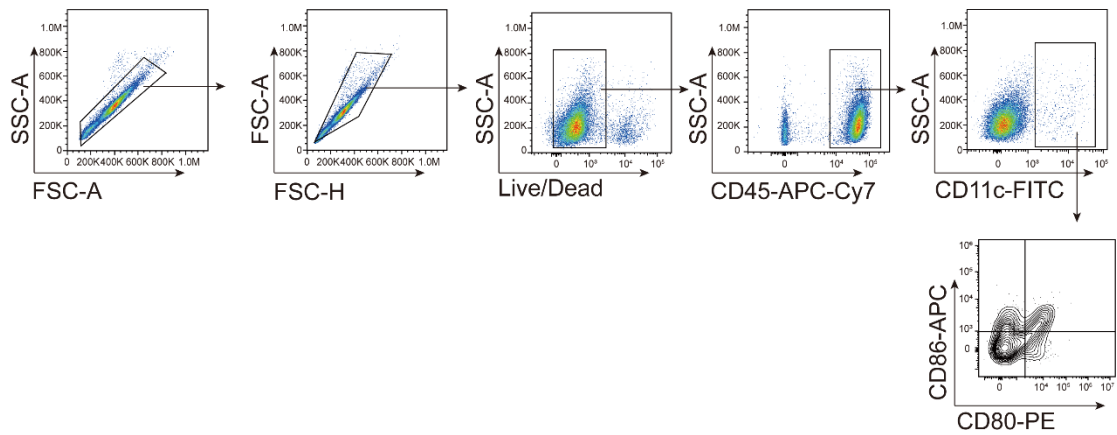 1.0M
800K
600K
400K
200K
0
SSC-A
0 200K 400K 600K 800K 1.0M
FSC-A
1.0M
800K
600K
400K
200K
0
FSC-A
0 200K 400K 600K 800K 1.0M
FSC-H
1.0M
800K
600K
400K
200K
0
SSC-A
0 10³ 10⁴ 10⁵
Live/Dead
1.0M
800K
600K
400K
200K
0
SSC-A
0 10⁴
CD45-APC-Cy7
1.0M
800K
600K
400K
200K
0
SSC-A
0 10³ 10⁴ 10⁵
CD11c-FITC
10⁶
10⁵
10⁴
10³
0
CD86-APC
0 10⁴ 10⁵ 10⁶ 10⁷
CD80-PE